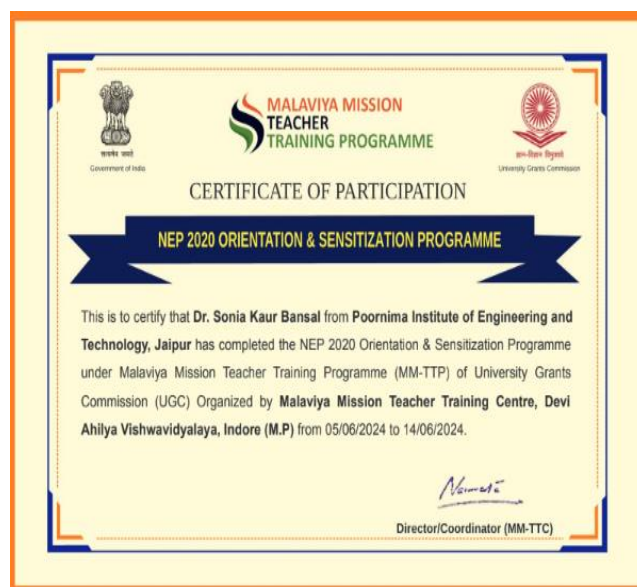 सत्यमेव जयते
Government of India
MALAVIYA MISSION
TEACHER
TRAINING PROGRAMME
ज्ञान-विज्ञान विमुक्तये
University Grants Commission
CERTIFICATE OF PARTICIPATION
NEP 2020 ORIENTATION & SENSITIZATION PROGRAMME
This is to certify that Dr. Sonia Kaur Bansal from Poornima Institute of Engineering and
Technology, Jaipur has completed the NEP 2020 Orientation & Sensitization Programme
under Malaviya Mission Teacher Training Programme (MM-TTP) of University Grants
Commission (UGC) Organized by Malaviya Mission Teacher Training Centre, Devi
Ahilya Vishwavidyalaya, Indore (M.P) from 05/06/2024 to 14/06/2024.
Director/Coordinator (MM-TTC)